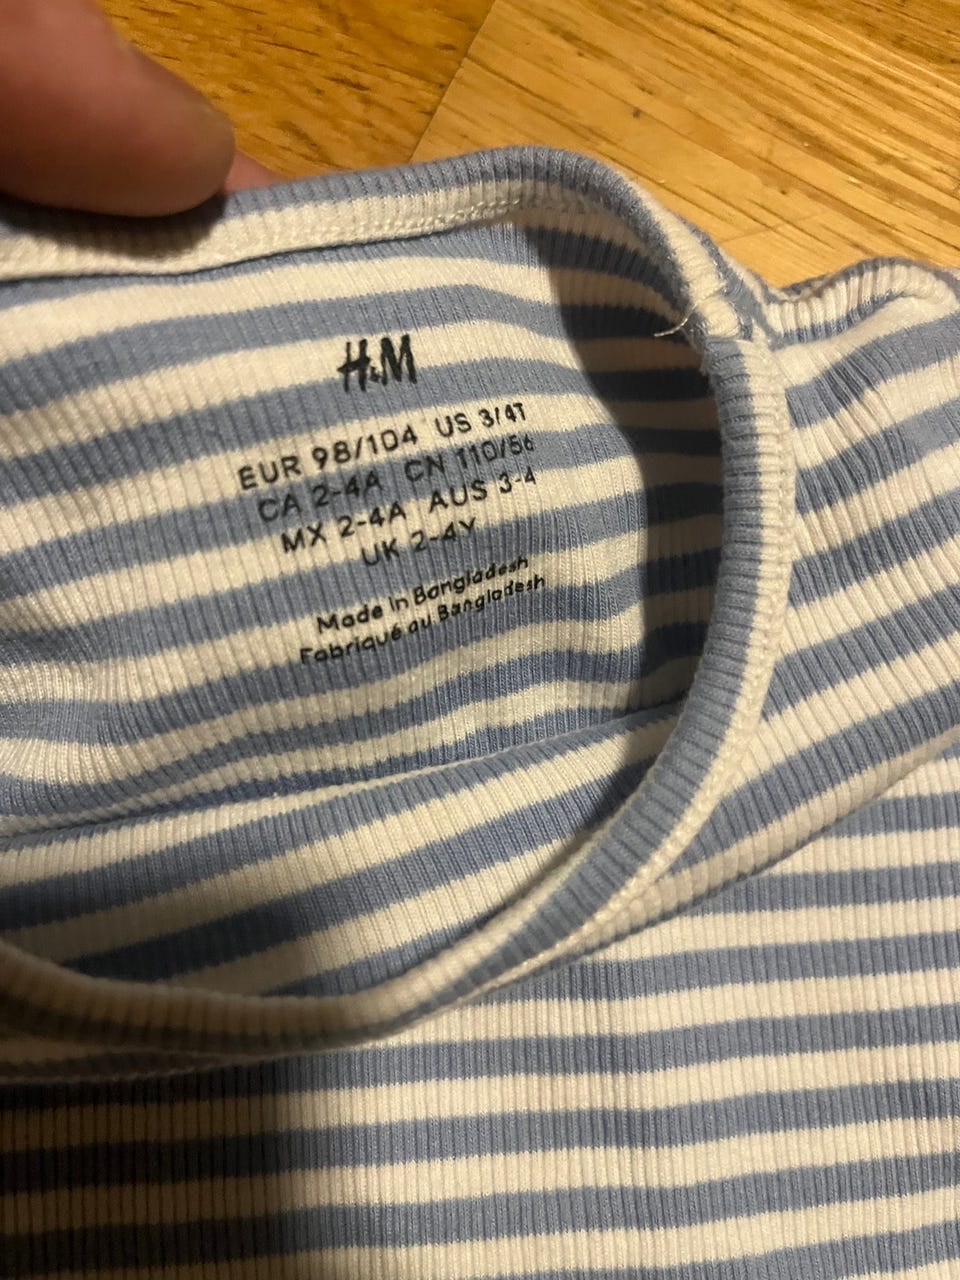 H&M
EUR 98/104 US 3/4T
CA 2-4A CN 110/56
MX 2-4A AUS 3-4
UK 2-4Y
Made in Bangladesh
Fabriqué au Bangladesh